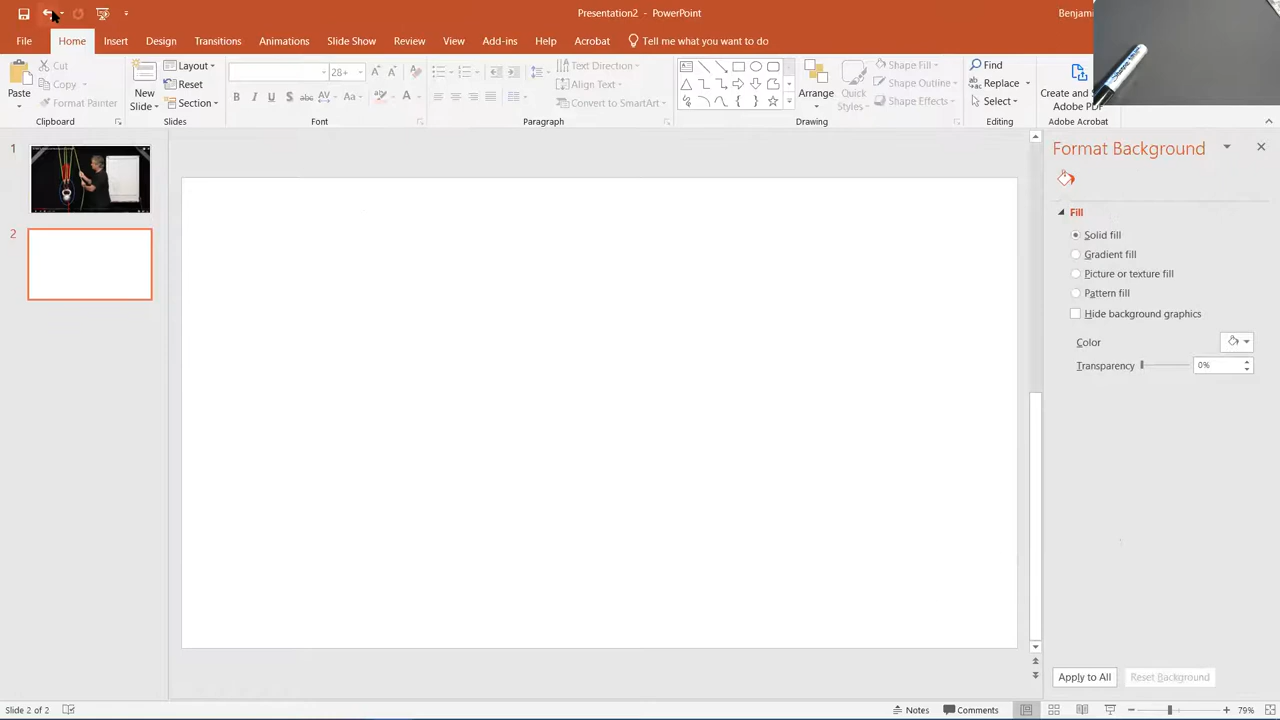 Presentation2 - PowerPoint
Benjami
File Home Insert Design Transitions Animations Slide Show Review View Add-ins Help Acrobat Tell me what you want to do
Paste
Cut
Copy
Format Painter
Clipboard
New
Slide
Layout
Reset
Section
Slides
28+
B I U S abc AV Aa A
Font
Text Direction
Align Text
Convert to SmartArt
Paragraph
Arrange
Quick
Styles
Shape Fill
Shape Outline
Shape Effects
Drawing
Find
Replace
Select
Editing
Create and
Adobe PDF
Adobe Acrobat
1
2
Format Background
Fill
Solid fill
Gradient fill
Picture or texture fill
Pattern fill
Hide background graphics
Color
Transparency 0%
Apply to All Reset Background
Slide 2 of 2
Notes Comments 79%